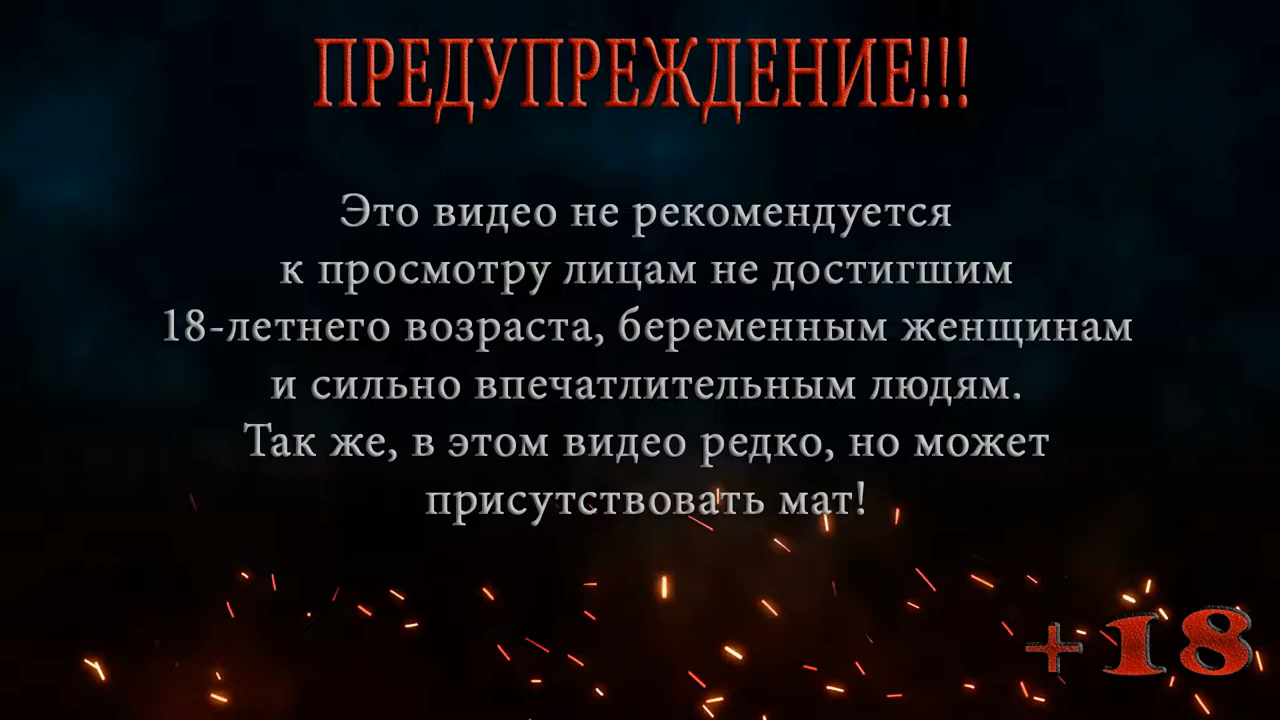 ПРЕДУПРЕЖДЕНИЕ!!!
Это видео не рекомендуется
к просмотру лицам не достигшим
18-летнего возраста, беременным женщинам
и сильно впечатлительным людям.
Так же, в этом видео редко, но может
присутствовать мат!
+18